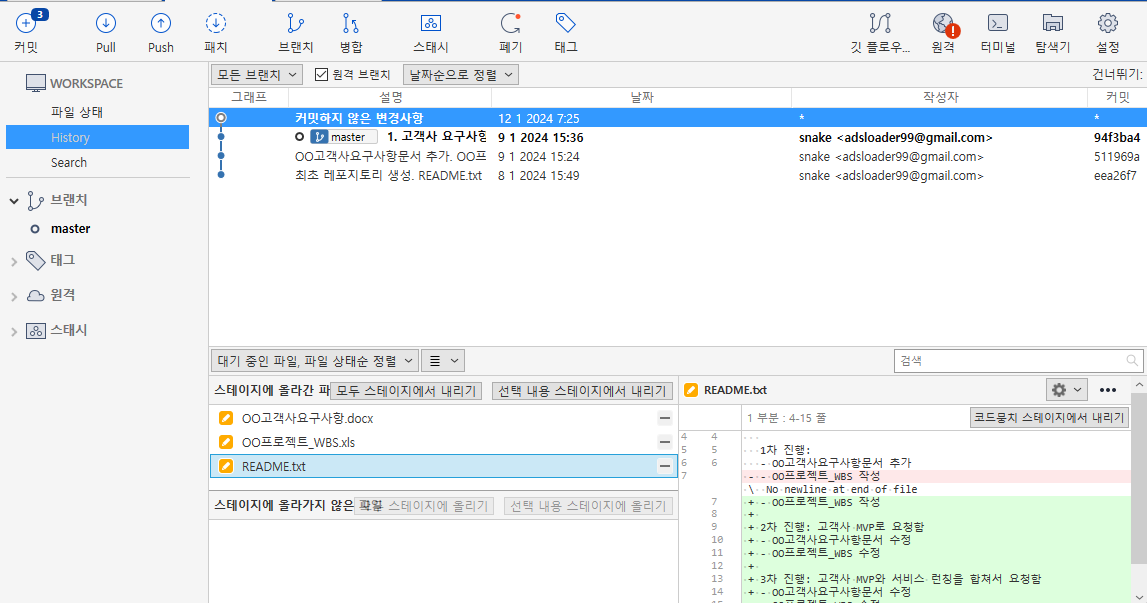 3
커밋 Pull Push 패치 브랜치 병합 스태시 폐기 태그 깃 플로우... 원격 터미널 탐색기 설정
WORKSPACE
파일 상태
History
Search
브랜치
master
태그
원격
스태시
모든 브랜치 원격 브랜치 날짜순으로 정렬 건너뛰기:
그래프 설명 날짜 작성자 커밋
커밋하지 않은 변경사항 12 1 2024 7:25 * *
master 1. 고객사 요구사항 9 1 2024 15:36 snake <adsloader99@gmail.com> 94f3ba4
OO고객사요구사항문서 추가. OO프 9 1 2024 15:24 snake <adsloader99@gmail.com> 511969a
최초 레포지토리 생성. README.txt 8 1 2024 15:49 snake <adsloader99@gmail.com> eea26f7
대기 중인 파일, 파일 상태순 정렬 검색
스테이지에 올라간 파 모두 스테이지에서 내리기 선택 내용 스테이지에서 내리기
OO고객사요구사항.docx
OO프로젝트_WBS.xls
README.txt
스테이지에 올라가지 않은 파일 모두 스테이지에 올리기 선택 내용 스테이지에 올리기
README.txt
1 부분 : 4-15 줄 코드뭉치 스테이지에서 내리기
4 4
5 5 1차 진행:
6 6 - OO고객사요구사항문서 추가
7 - - OO프로젝트_WBS 작성
\ No newline at end of file
7 + - OO프로젝트_WBS 작성
8 +
9 + 2차 진행: 고객사 MVP로 요청함
10 + - OO고객사요구사항문서 수정
11 + - OO프로젝트_WBS 수정
12 +
13 + 3차 진행: 고객사 MVP와 서비스 런칭을 합쳐서 요청함
14 + - OO고객사요구사항문서 수정